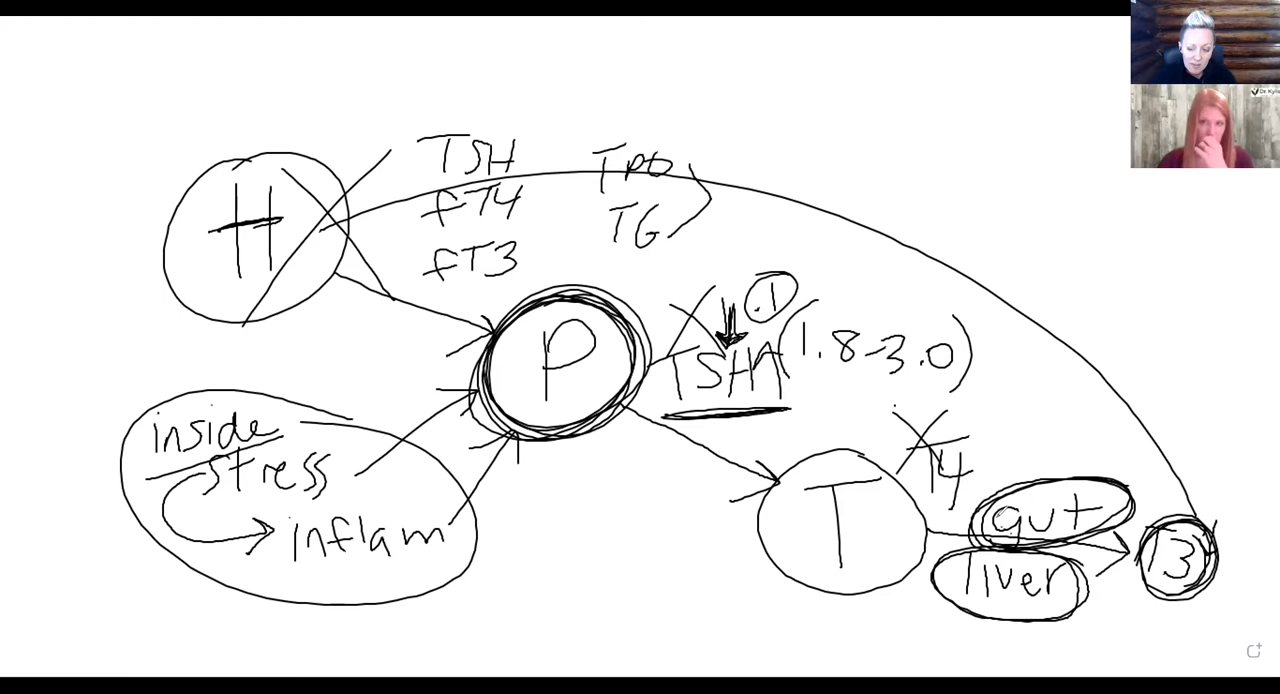 H
TSH
fT4
fT3
TPO
TG
P
.1
TSH
(1.8-3.0)
inside
stress
inflam
T
T4
gut
liver
T3